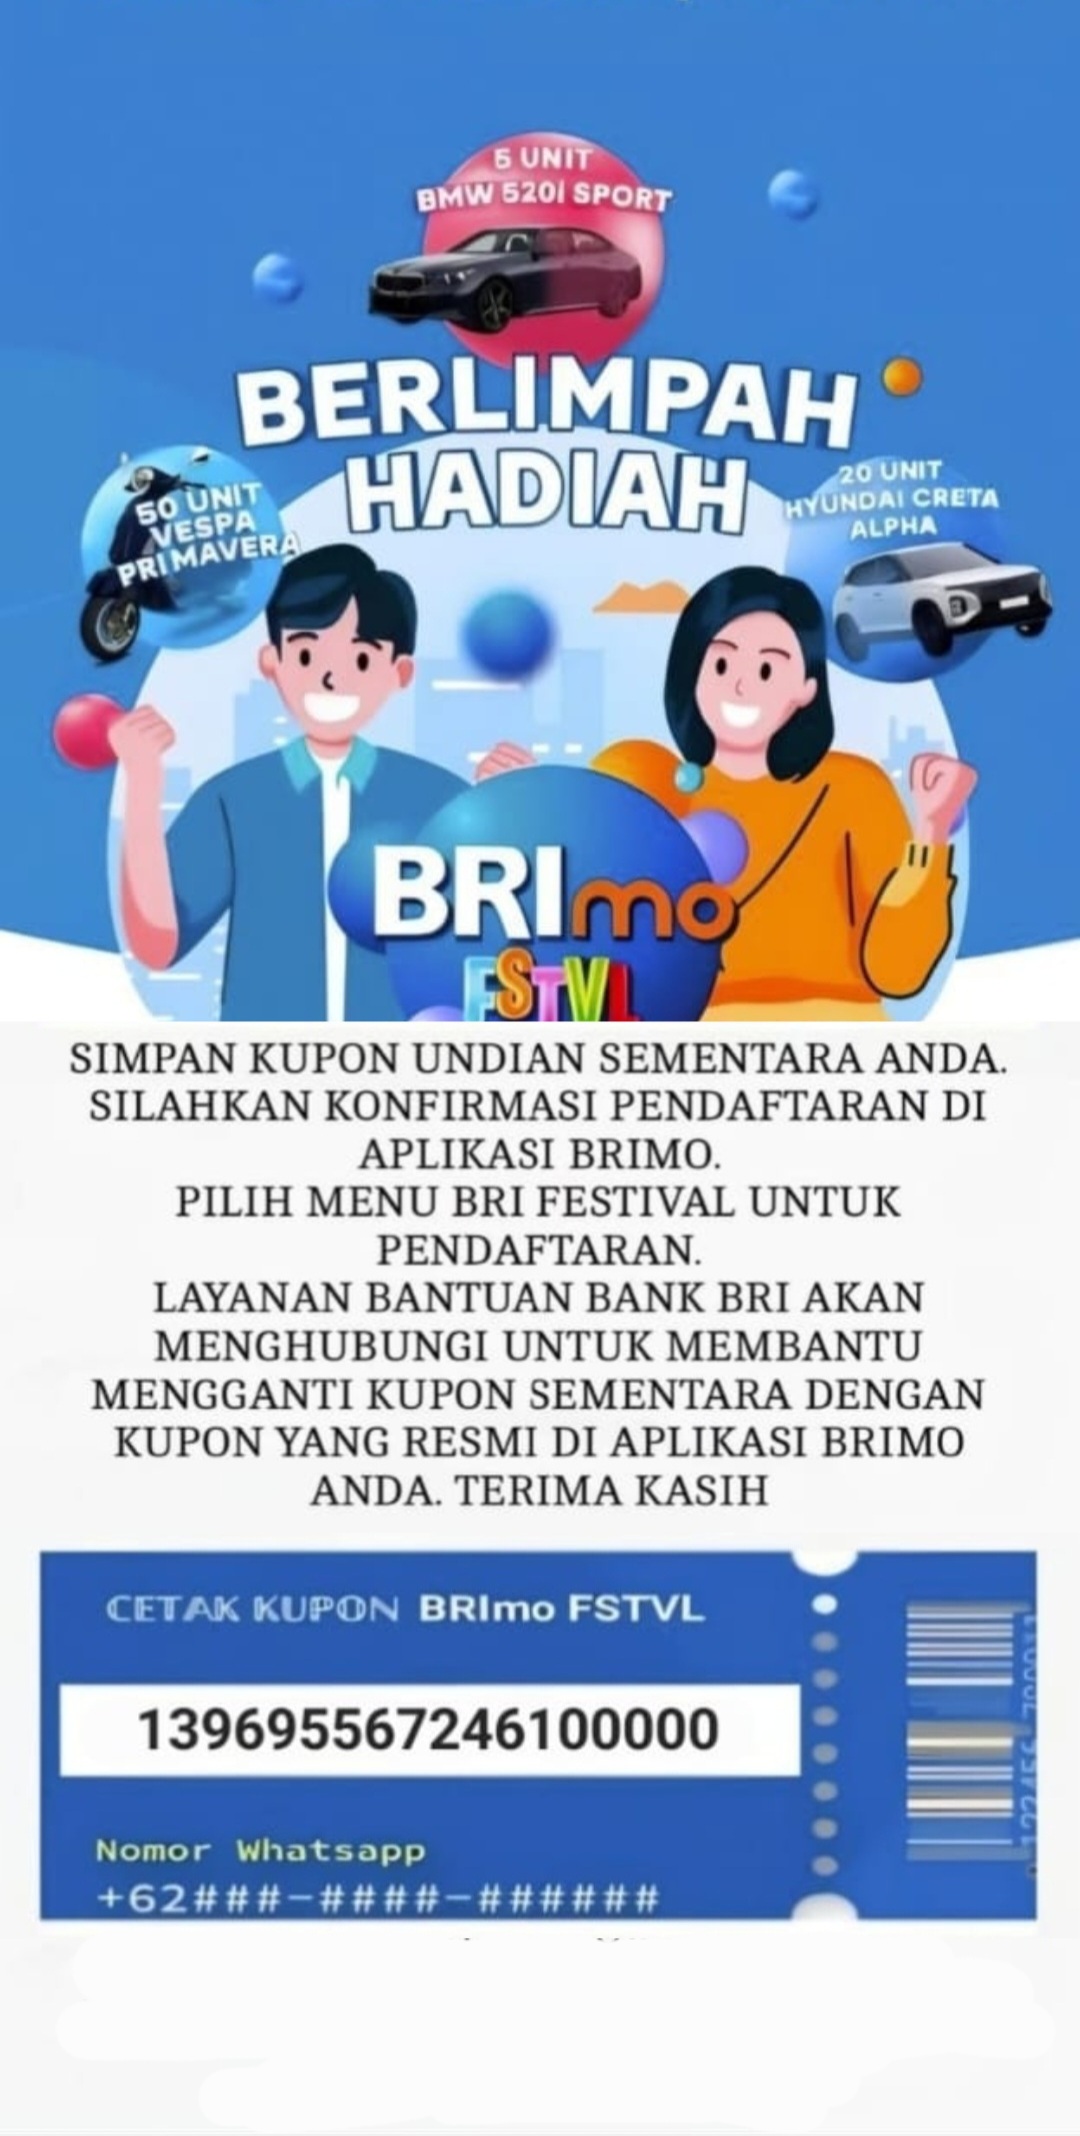 5 UNIT
BMW 520i SPORT
BERLIMPAH
HADIAH
50 UNIT
VESPA
PRIMAVERA
20 UNIT
HYUNDAI CRETA
ALPHA
BRImo
FSTVL
SIMPAN KUPON UNDIAN SEMENTARA ANDA.
SILAHKAN KONFIRMASI PENDAFTARAN DI
APLIKASI BRIMO.
PILIH MENU BRI FESTIVAL UNTUK
PENDAFTARAN.
LAYANAN BANTUAN BANK BRI AKAN
MENGHUBUNGI UNTUK MEMBANTU
MENGGANTI KUPON SEMENTARA DENGAN
KUPON YANG RESMI DI APLIKASI BRIMO
ANDA. TERIMA KASIH
CETAK KUPON BRImo FSTVL
139695567246100000
Nomor Whatsapp
+62###-####-######